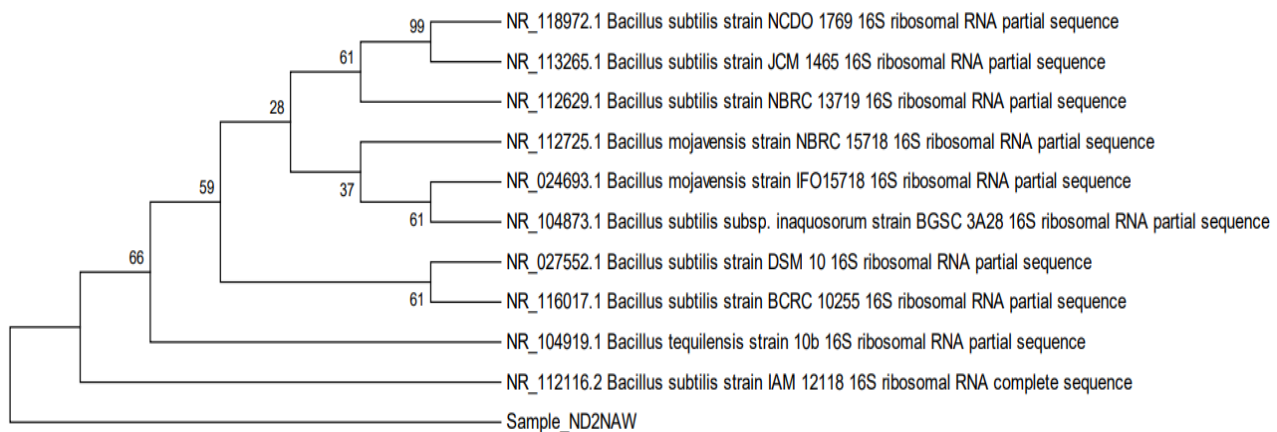 99
NR_118972.1 Bacillus subtilis strain NCDO 1769 16S ribosomal RNA partial sequence
61
NR_113265.1 Bacillus subtilis strain JCM 1465 16S ribosomal RNA partial sequence
28
NR_112629.1 Bacillus subtilis strain NBRC 13719 16S ribosomal RNA partial sequence
NR_112725.1 Bacillus mojavensis strain NBRC 15718 16S ribosomal RNA partial sequence
59
37
NR_024693.1 Bacillus mojavensis strain IFO15718 16S ribosomal RNA partial sequence
61
NR_104873.1 Bacillus subtilis subsp. inaquosorum strain BGSC 3A28 16S ribosomal RNA partial sequence
66
NR_027552.1 Bacillus subtilis strain DSM 10 16S ribosomal RNA partial sequence
61
NR_116017.1 Bacillus subtilis strain BCRC 10255 16S ribosomal RNA partial sequence
NR_104919.1 Bacillus tequilensis strain 10b 16S ribosomal RNA partial sequence
NR_112116.2 Bacillus subtilis strain IAM 12118 16S ribosomal RNA complete sequence
Sample_ND2NAW